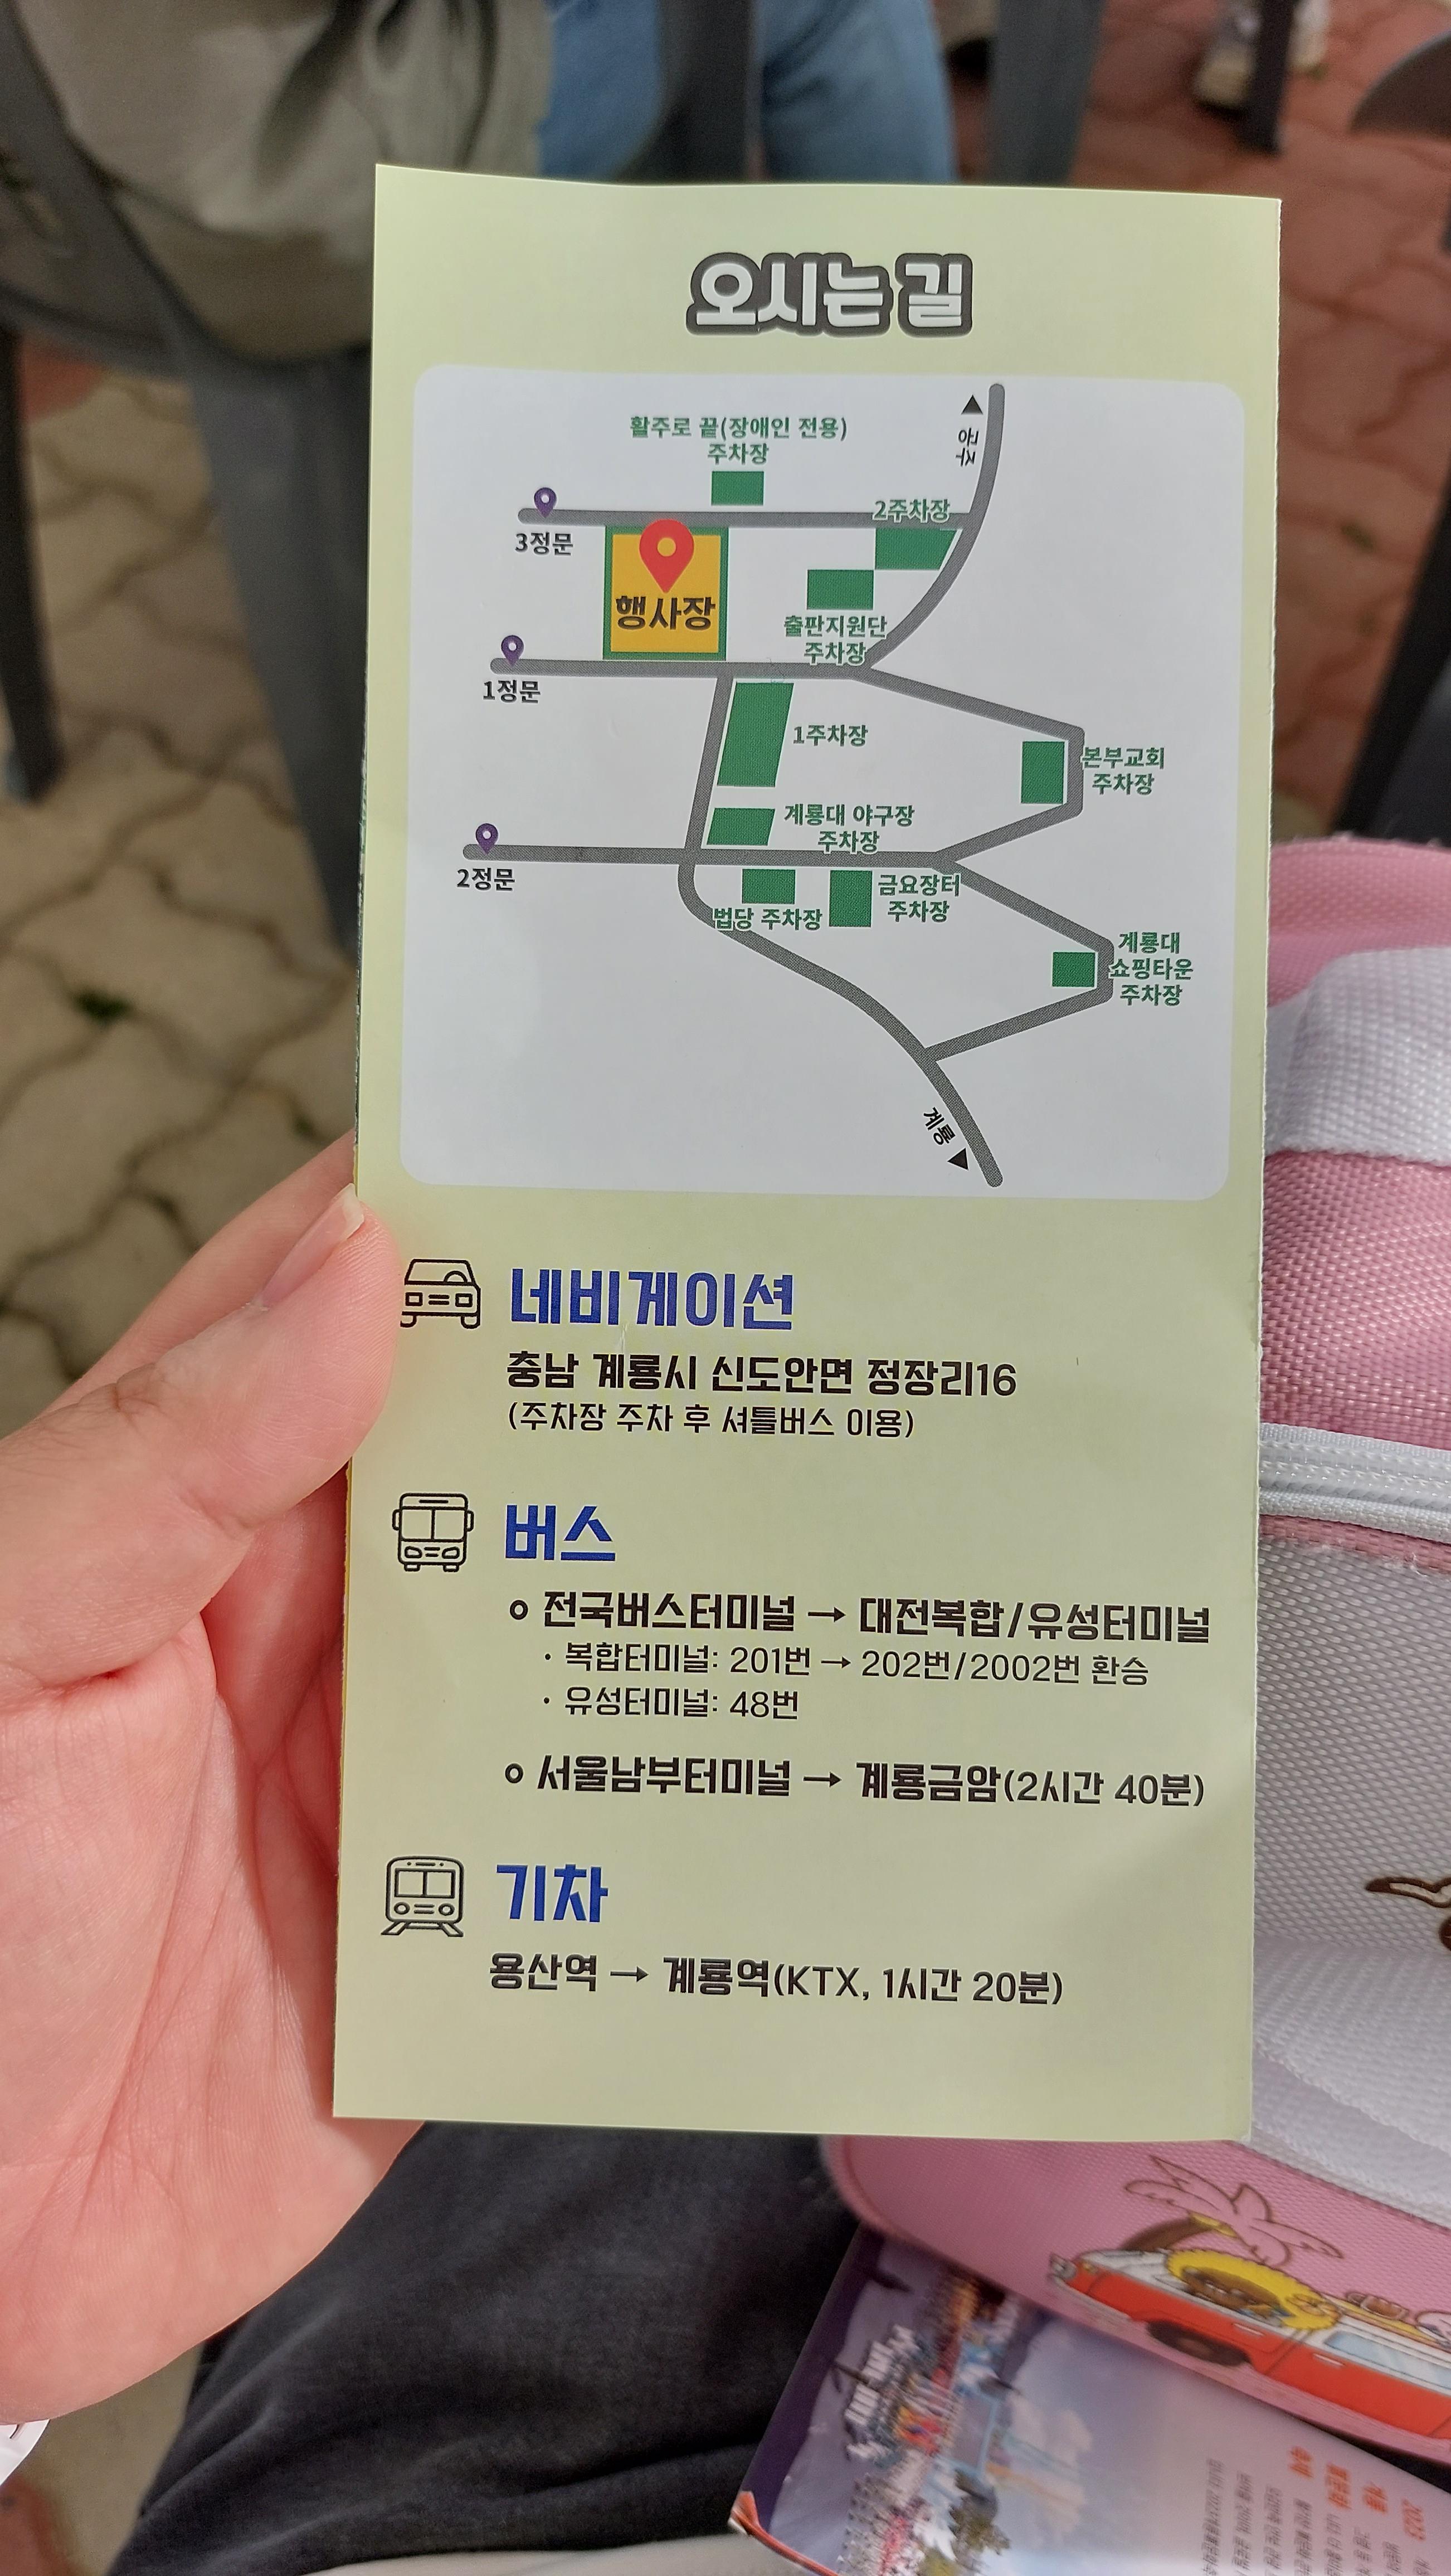 오시는 길
공주
활주로 끝(장애인 전용)
주차장
2주차장
3정문
행사장
출판지원단
주차장
1정문
1주차장
본부교회
주차장
계룡대 야구장
주차장
2정문
금요장터
주차장
법당 주차장
계룡대
쇼핑타운
주차장
계룡
네비게이션
충남 계룡시 신도안면 정장리16
(주차장 주차 후 셔틀버스 이용)
버스
전국버스터미널 → 대전복합/유성터미널
· 복합터미널: 201번 → 202번/2002번 환승
· 유성터미널: 48번
서울남부터미널 → 계룡금암(2시간 40분)
기차
용산역 → 계룡역(KTX, 1시간 20분)